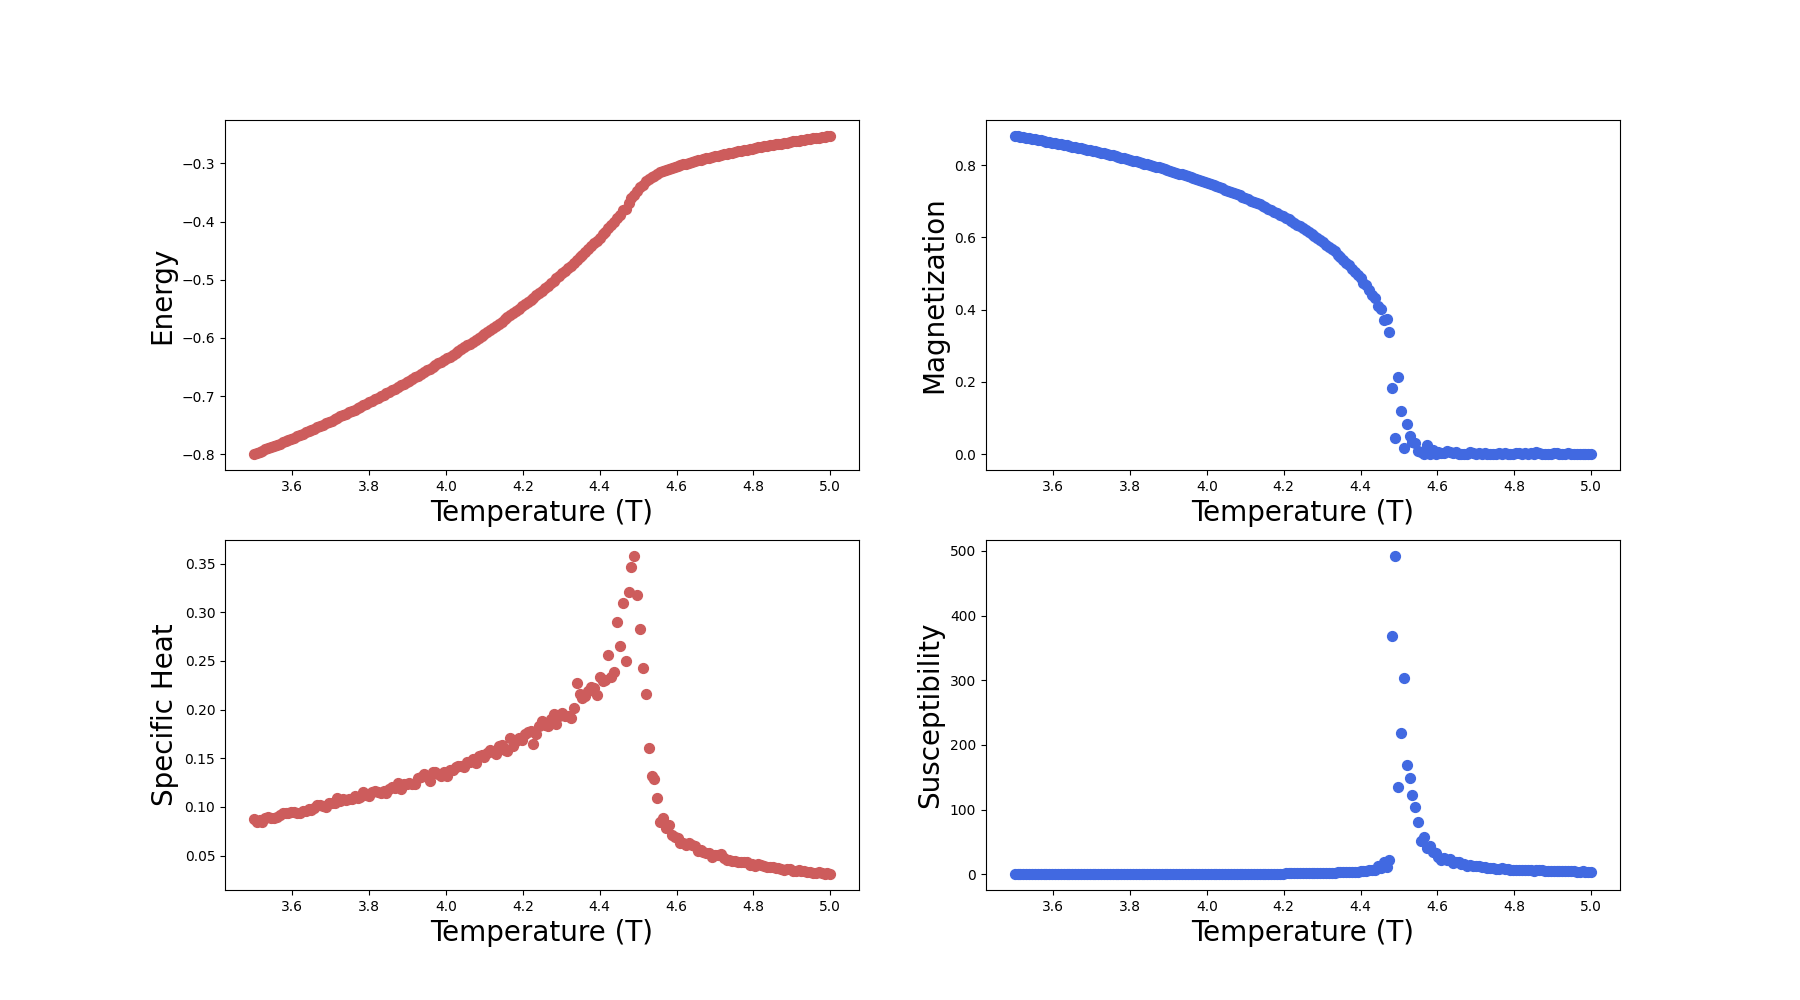 Energy
−0.3
−0.4
−0.5
−0.6
−0.7
−0.8
3.6 3.8 4.0 4.2 4.4 4.6 4.8 5.0
Temperature (T)
Magnetization
0.8
0.6
0.4
0.2
0.0
3.6 3.8 4.0 4.2 4.4 4.6 4.8 5.0
Temperature (T)
Specific Heat
0.35
0.30
0.25
0.20
0.15
0.10
0.05
3.6 3.8 4.0 4.2 4.4 4.6 4.8 5.0
Temperature (T)
Susceptibility
500
400
300
200
100
0
3.6 3.8 4.0 4.2 4.4 4.6 4.8 5.0
Temperature (T)